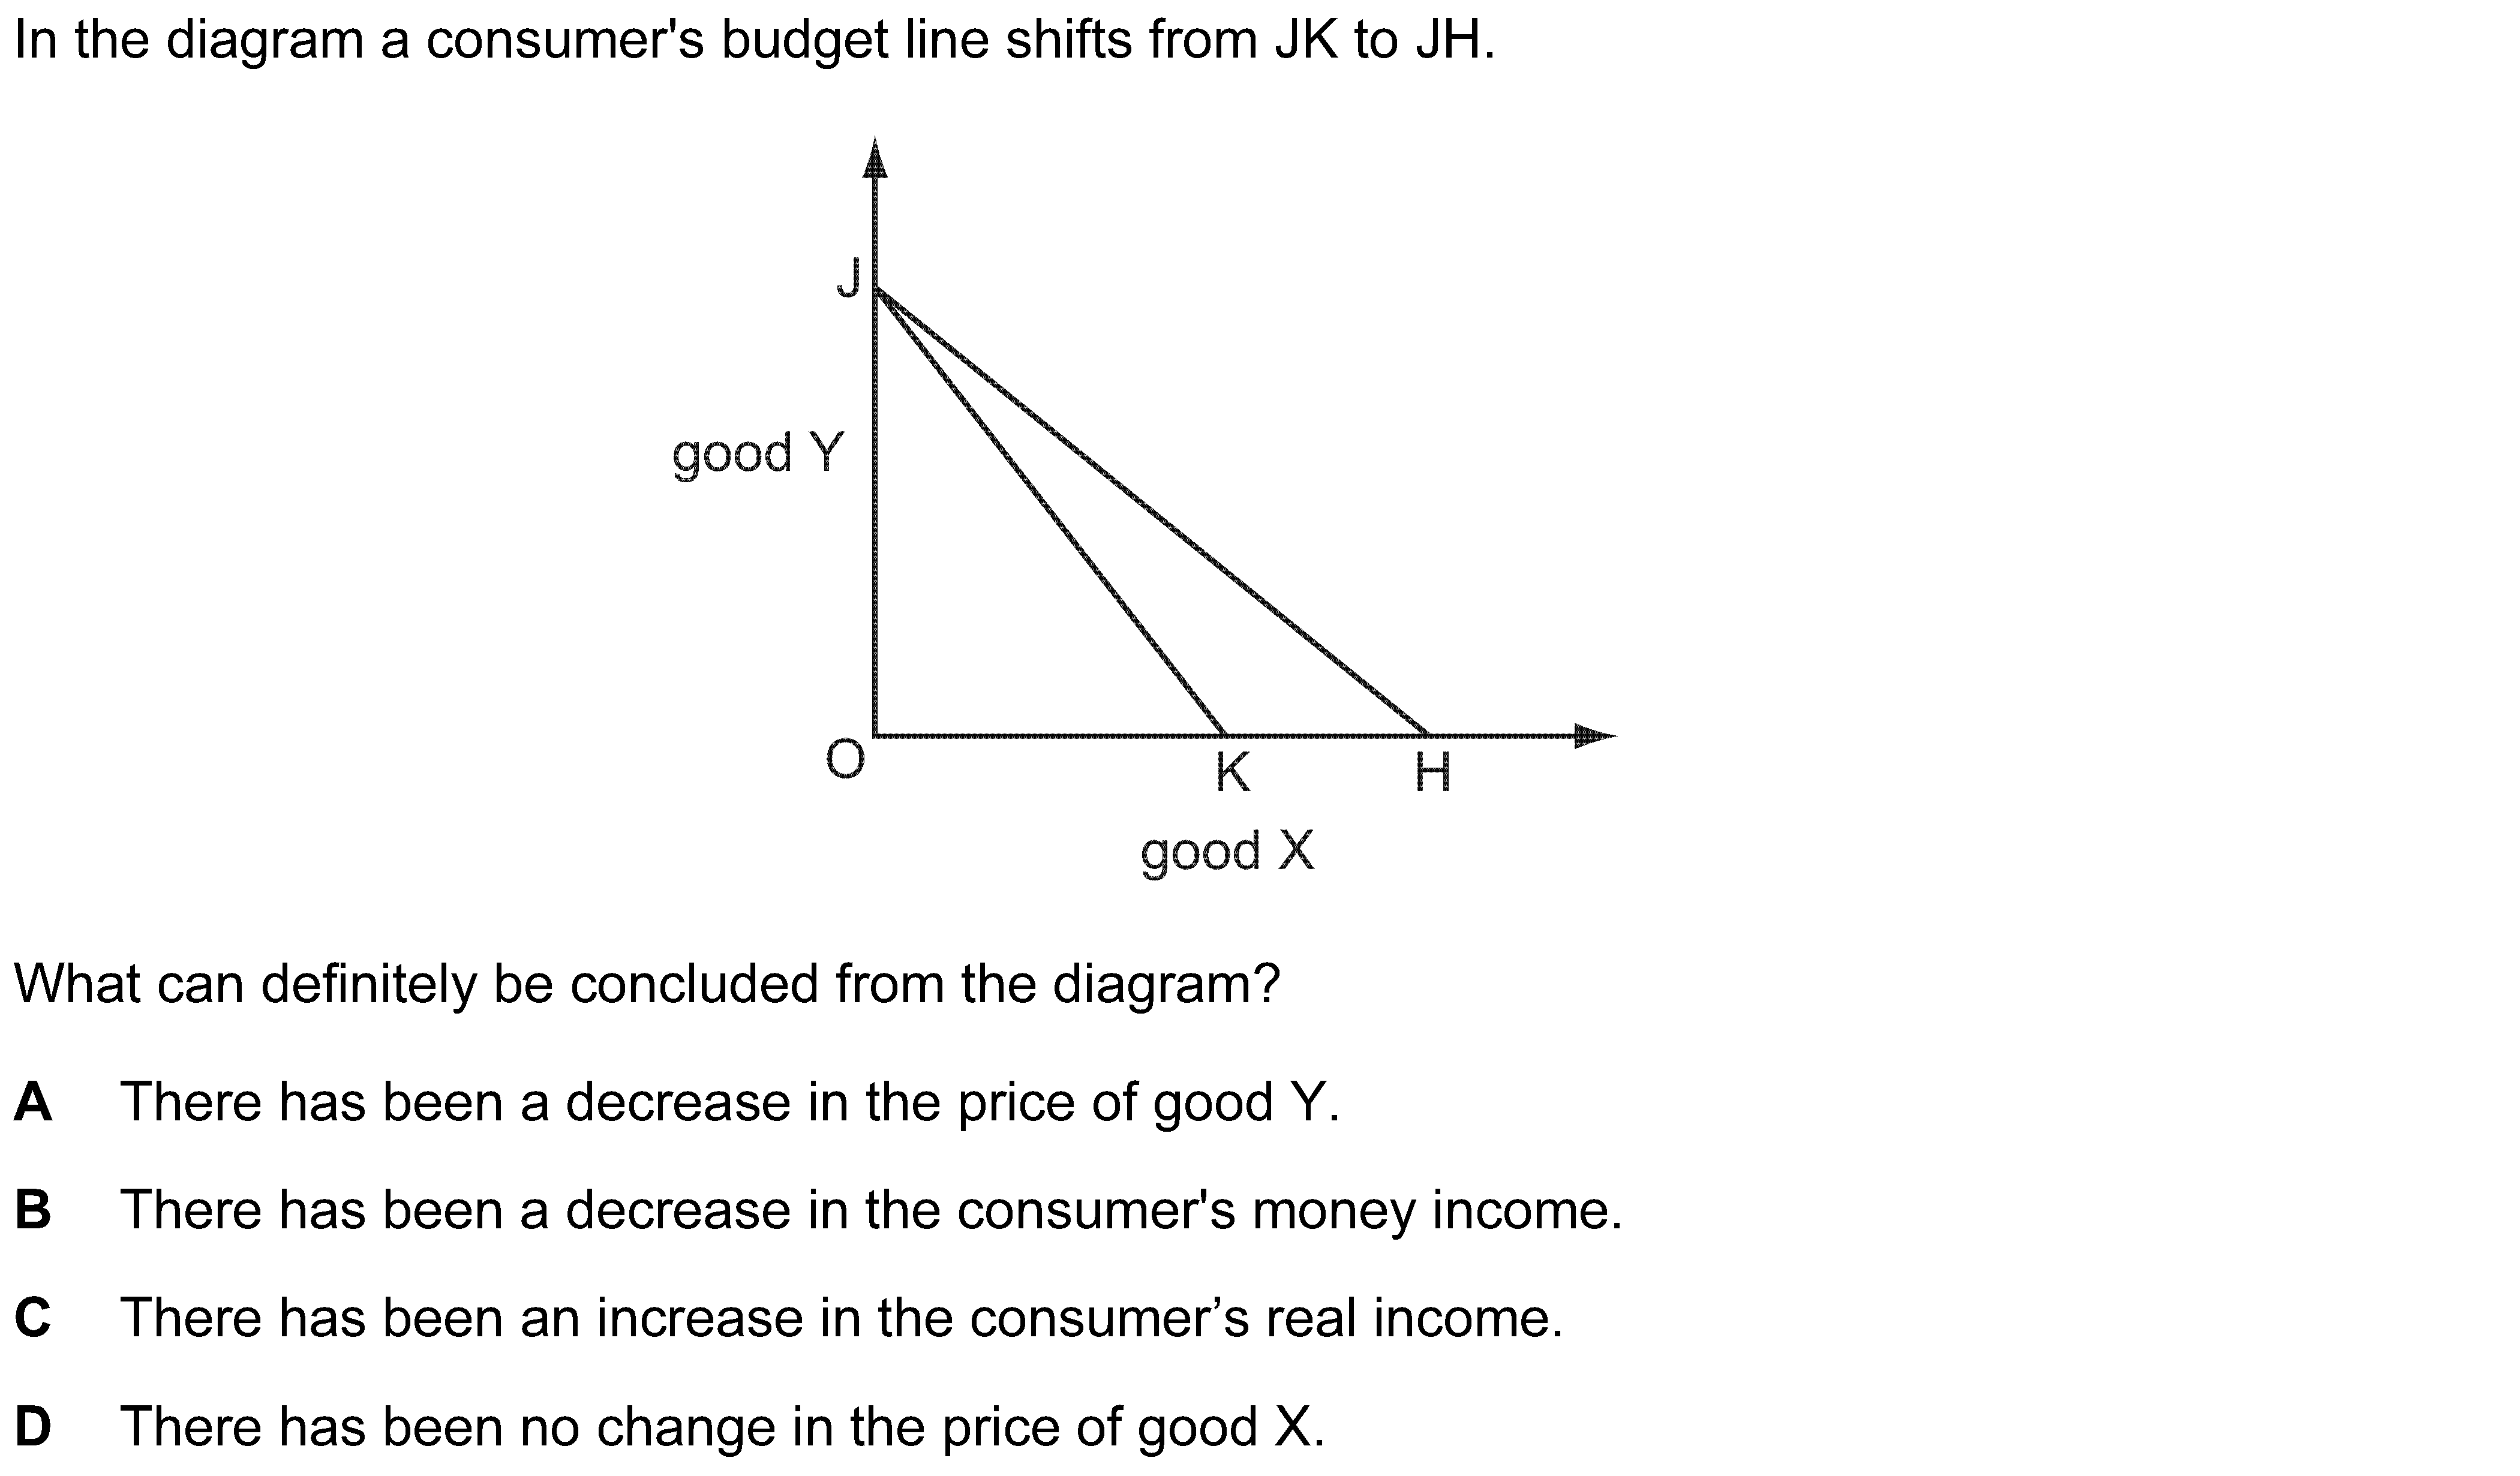 In the diagram a consumer's budget line shifts from JK to JH.
J
good Y
O
K
H
good X
What can definitely be concluded from the diagram?
A There has been a decrease in the price of good Y.
B There has been a decrease in the consumer's money income.
C There has been an increase in the consumer’s real income.
D There has been no change in the price of good X.